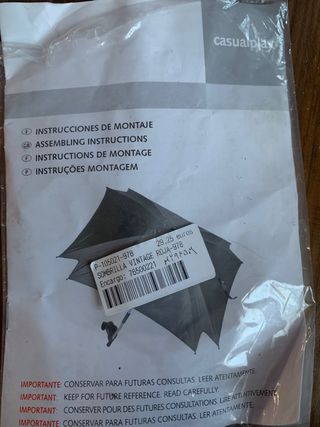 casualplay
E INSTRUCCIONES DE MONTAJE
GB ASSEMBLING INSTRUCTIONS
F INSTRUCTIONS DE MONTAGE
P INSTRUÇÕES MONTAGEM
P-105021-978 29,25 euros
SOMBRILLA VINTAGE ROJA-978
Encargo: 78500221
IMPORTANTE: CONSERVAR PARA FUTURAS CONSULTAS. LEER ATENTAMENTE.
IMPORTANT: KEEP FOR FUTURE REFERENCE. READ CAREFULLY.
IMPORTANT: CONSERVER POUR DES FUTURES CONSULTATIONS. LIRE ATTENTIVEMENT.
IMPORTANTE: CONSERVAR PARA FUTURAS CONSULTAS. LER ATENTAMENTE.